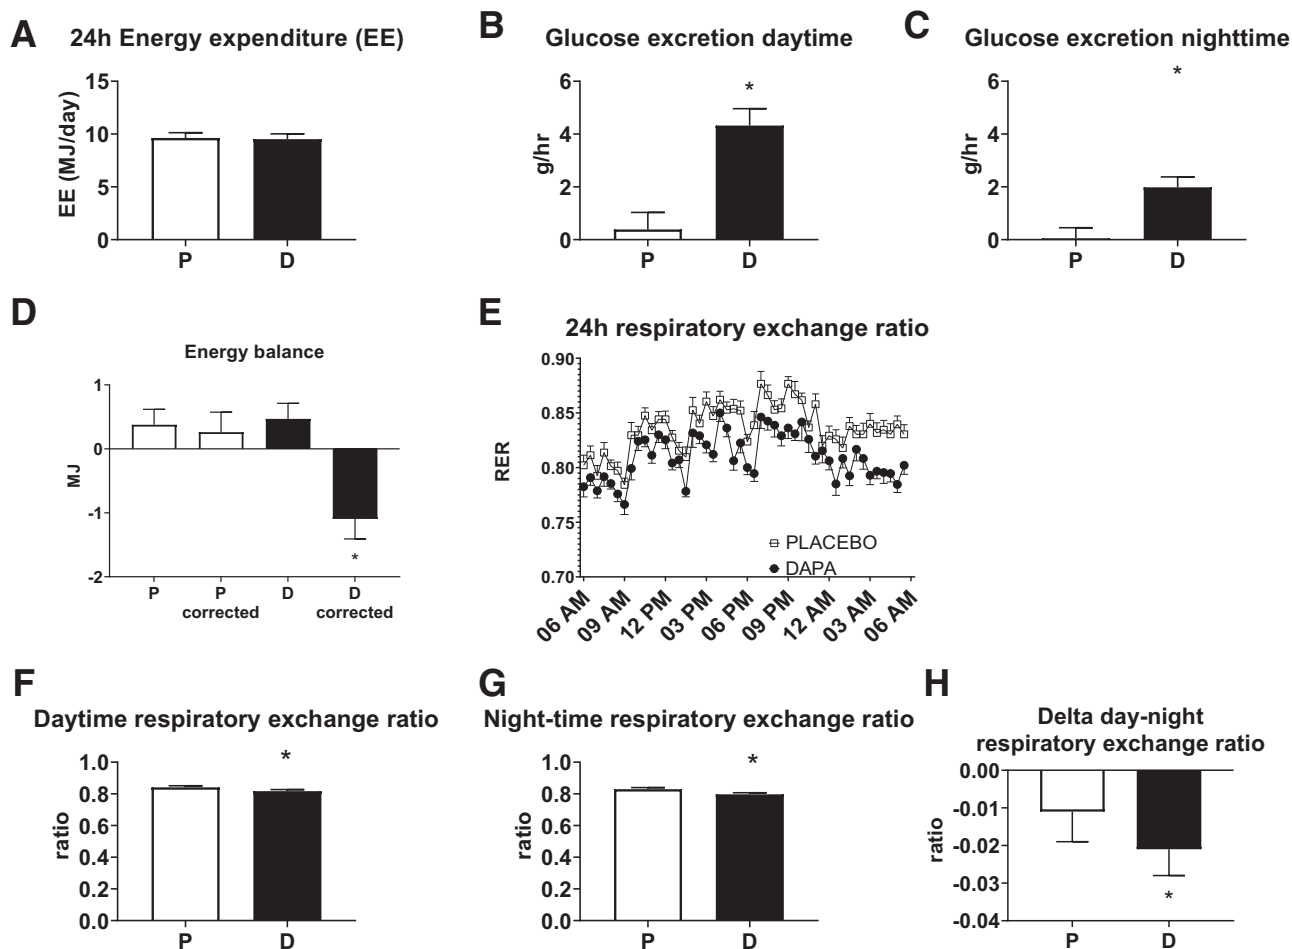 A
24h Energy expenditure (EE)
EE (MJ/day)
15
10
5
0
P
D
B
Glucose excretion daytime
g/hr
6
4
2
0
*
P
D
C
Glucose excretion nighttime
g/hr
6
4
2
0
*
P
D
D
Energy balance
MJ
1
0
-1
-2
*
P
P
corrected
D
D
corrected
E
24h respiratory exchange ratio
RER
0.90
0.85
0.80
0.75
0.70
PLACEBO
DAPA
06 AM
09 AM
12 PM
03 PM
06 PM
09 PM
12 AM
03 AM
06 AM
F
Daytime respiratory exchange ratio
ratio
1.0
0.8
0.6
0.4
0.2
0.0
*
P
D
G
Night-time respiratory exchange ratio
ratio
1.0
0.8
0.6
0.4
0.2
0.0
*
P
D
H
Delta day-night
respiratory exchange ratio
ratio
0.00
-0.01
-0.02
-0.03
-0.04
*
P
D